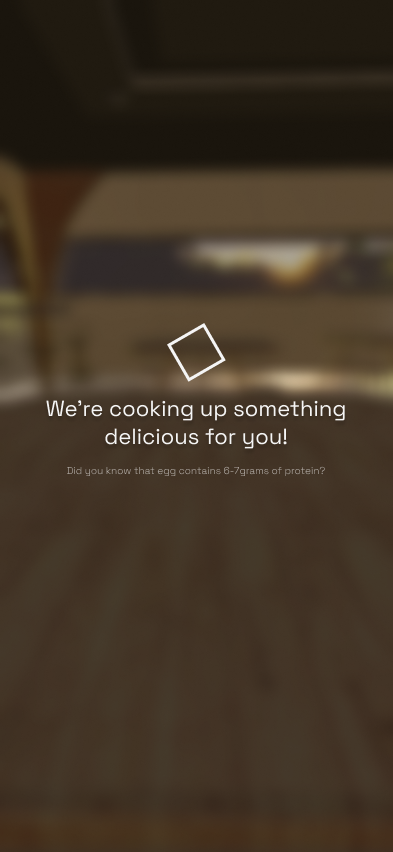 We're cooking up something
delicious for you!
Did you know that egg contains 6-7grams of protein?